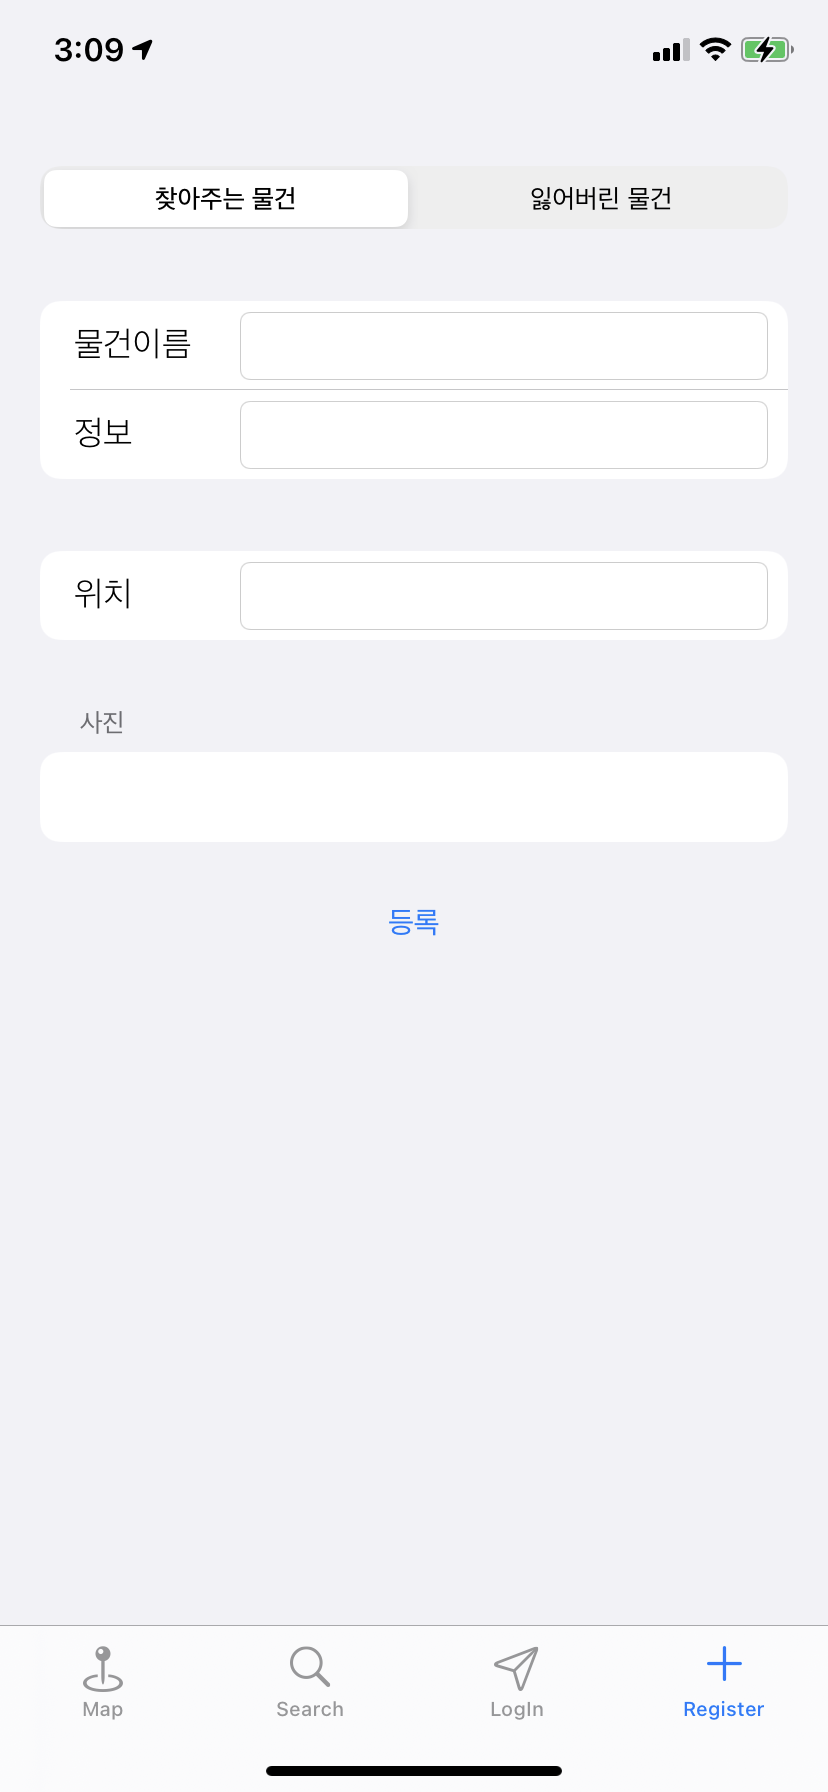 3:09
찾아주는 물건 잃어버린 물건
물건이름
정보
위치
사진
등록
Map Search LogIn Register